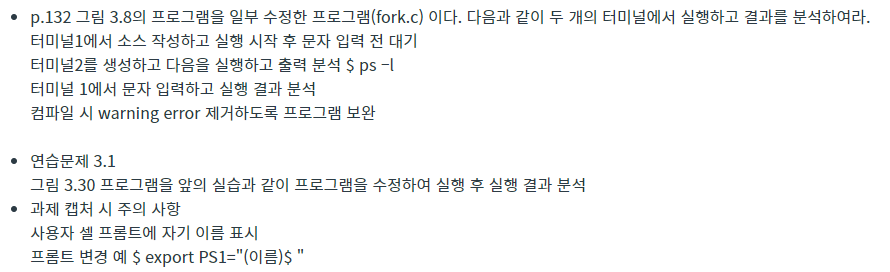 • p.132 그림 3.8의 프로그램을 일부 수정한 프로그램(fork.c) 이다. 다음과 같이 두 개의 터미널에서 실행하고 결과를 분석하여라.
터미널1에서 소스 작성하고 실행 시작 후 문자 입력 전 대기
터미널2를 생성하고 다음을 실행하고 출력 분석 $ ps –l
터미널 1에서 문자 입력하고 실행 결과 분석
컴파일 시 warning error 제거하도록 프로그램 보완
• 연습문제 3.1
그림 3.30 프로그램을 앞의 실습과 같이 프로그램을 수정하여 실행 후 실행 결과 분석
• 과제 캡처 시 주의 사항
사용자 셸 프롬트에 자기 이름 표시
프롬트 변경 예 $ export PS1="(이름)$ "